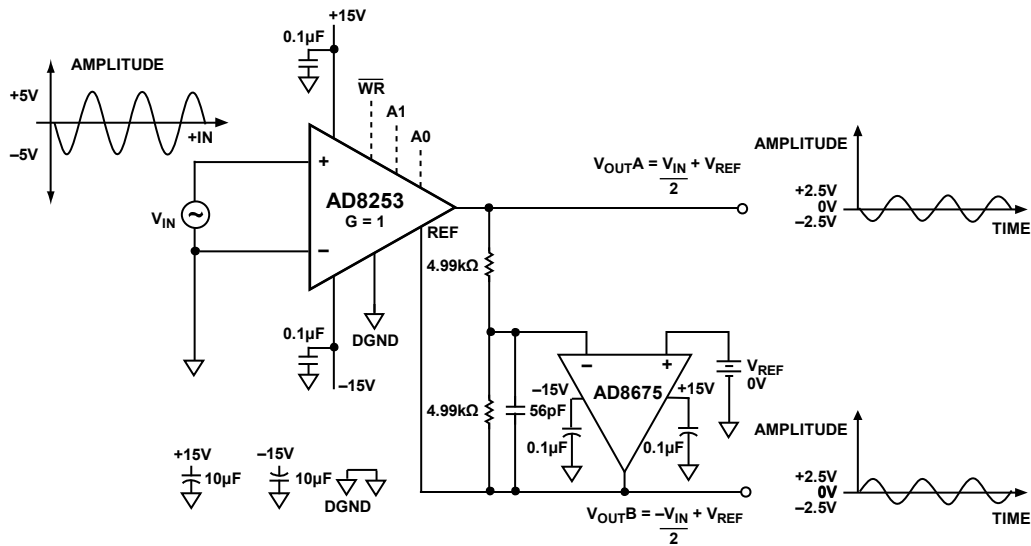 +15V
0.1µF
AMPLITUDE
+5V
–5V
+IN
WR
A1
A0
+
AD8253
G = 1
–
REF
VIN
~
DGND
0.1µF
–15V
VOUTA = VIN + VREF
2
AMPLITUDE
+2.5V
0V
–2.5V
TIME
4.99kΩ
4.99kΩ
56pF
–
+
AD8675
–15V
+15V
0.1µF
0.1µF
VREF
0V
+15V
10µF
–15V
10µF
DGND
VOUTB = –VIN + VREF
2
AMPLITUDE
+2.5V
0V
–2.5V
TIME